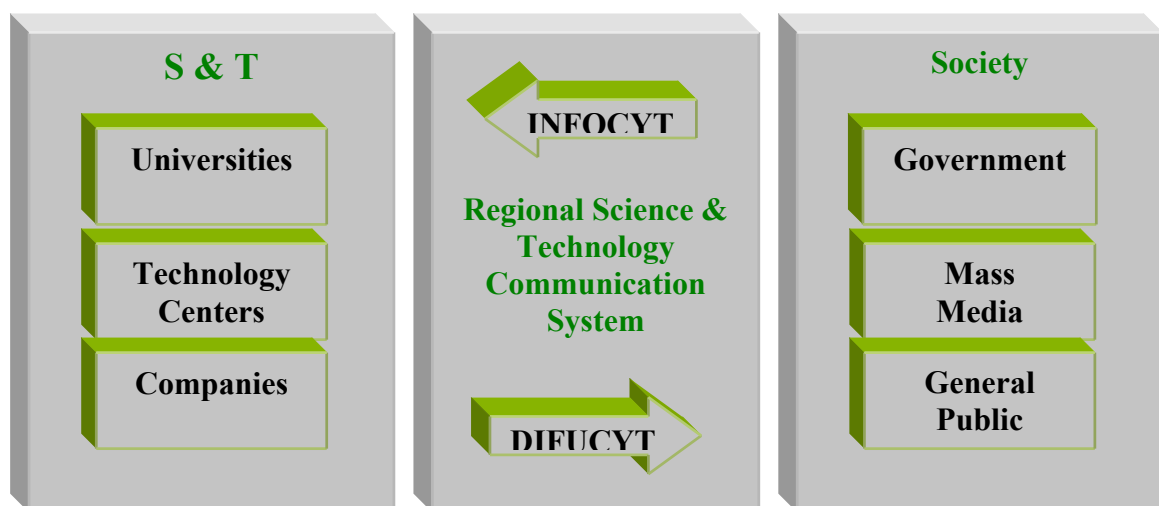 S & T
Universities
Technology
Centers
Companies
INFOCYT
Regional Science &
Technology
Communication
System
DIFUCYT
Society
Government
Mass
Media
General
Public